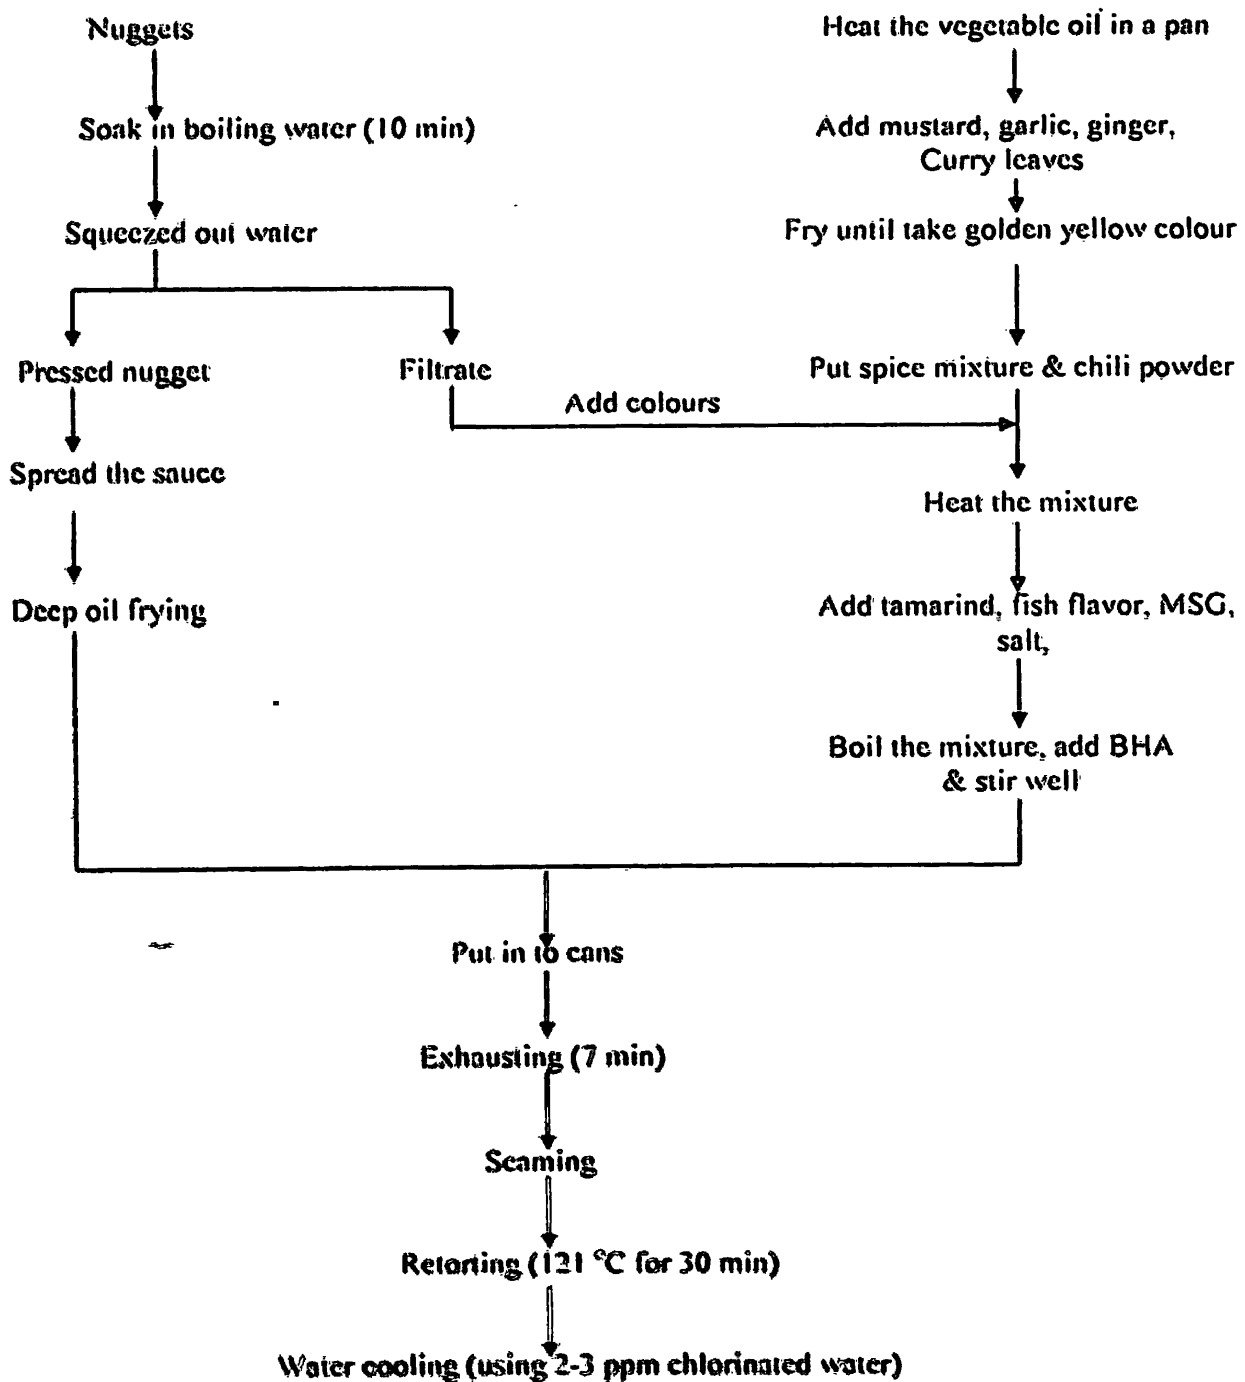 Nuggets
Soak in boiling water (10 min)
Squeezed out water
Pressed nugget
Filtrate
Add colours
Spread the sauce
Deep oil frying
Heat the vegetable oil in a pan
Add mustard, garlic, ginger,
Curry leaves
Fry until take golden yellow colour
Put spice mixture & chili powder
Heat the mixture
Add tamarind, fish flavor, MSG,
salt,
Boil the mixture, add BHA
& stir well
Put in to cans
Exhausting (7 min)
Seaming
Retorting (121 °C for 30 min)
Water cooling (using 2-3 ppm chlorinated water)